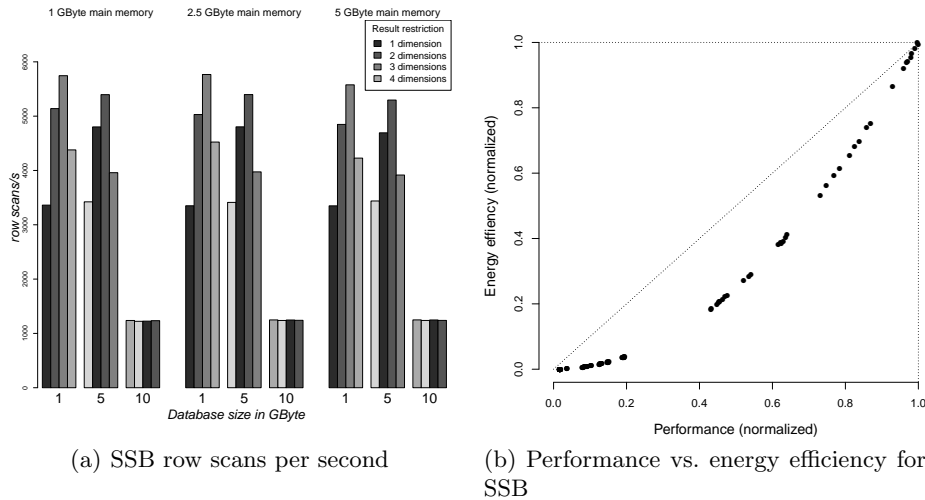 1 GByte main memory
2.5 GByte main memory
5 GByte main memory
Result restriction
1 dimension
2 dimensions
3 dimensions
4 dimensions
row scans/s
0
1000
2000
3000
4000
5000
6000
1 5 10
1 5 10
1 5 10
Database size in GByte
(a) SSB row scans per second
Energy effiency (normalized)
1.0
0.8
0.6
0.4
0.2
0.0
0.0 0.2 0.4 0.6 0.8 1.0
Performance (normalized)
(b) Performance vs. energy efficiency for
SSB